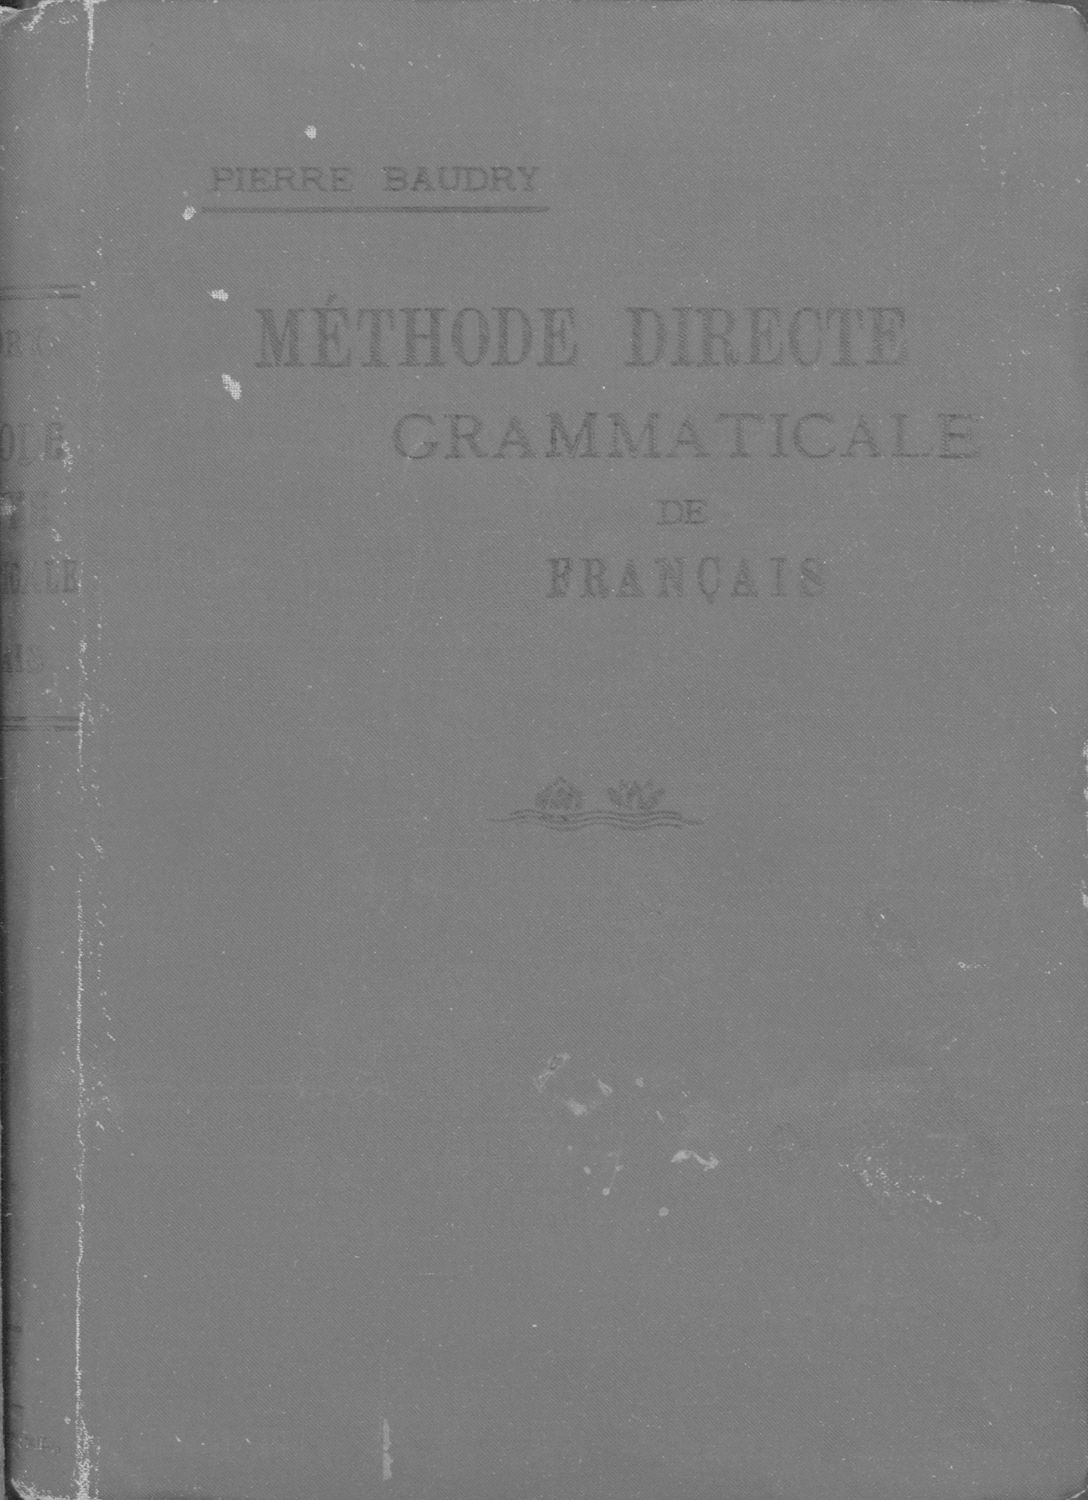 PIERRE BAUDRY
MÉTHODE DIRECTE
GRAMMATICALE
DE
FRANÇAIS